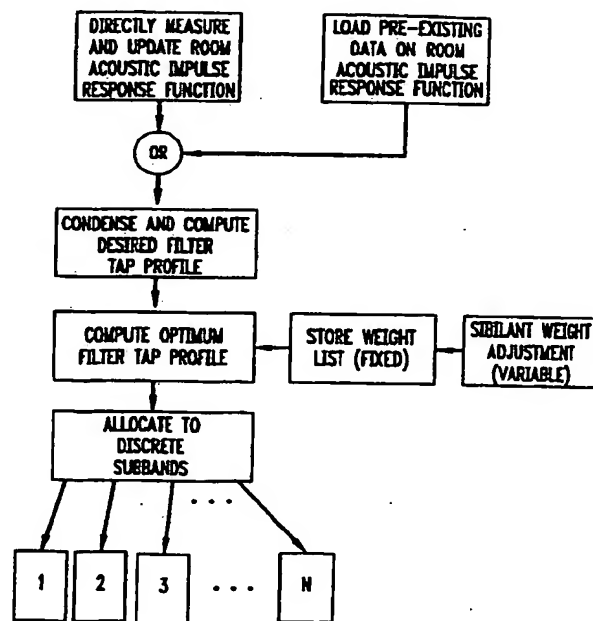 DIRECTLY MEASURE
AND UPDATE ROOM
ACOUSTIC IMPULSE
RESPONSE FUNCTION
LOAD PRE-EXISTING
DATA ON ROOM
ACOUSTIC IMPULSE
RESPONSE FUNCTION
OR
CONDENSE AND COMPUTE
DESIRED FILTER
TAP PROFILE
COMPUTE OPTIMUM
FILTER TAP PROFILE
STORE WEIGHT
LIST (FIXED)
SIBILANT WEIGHT
ADJUSTMENT
(VARIABLE)
ALLOCATE TO
DISCRETE
SUBBANDS
. . .
1 2 3 . . . N